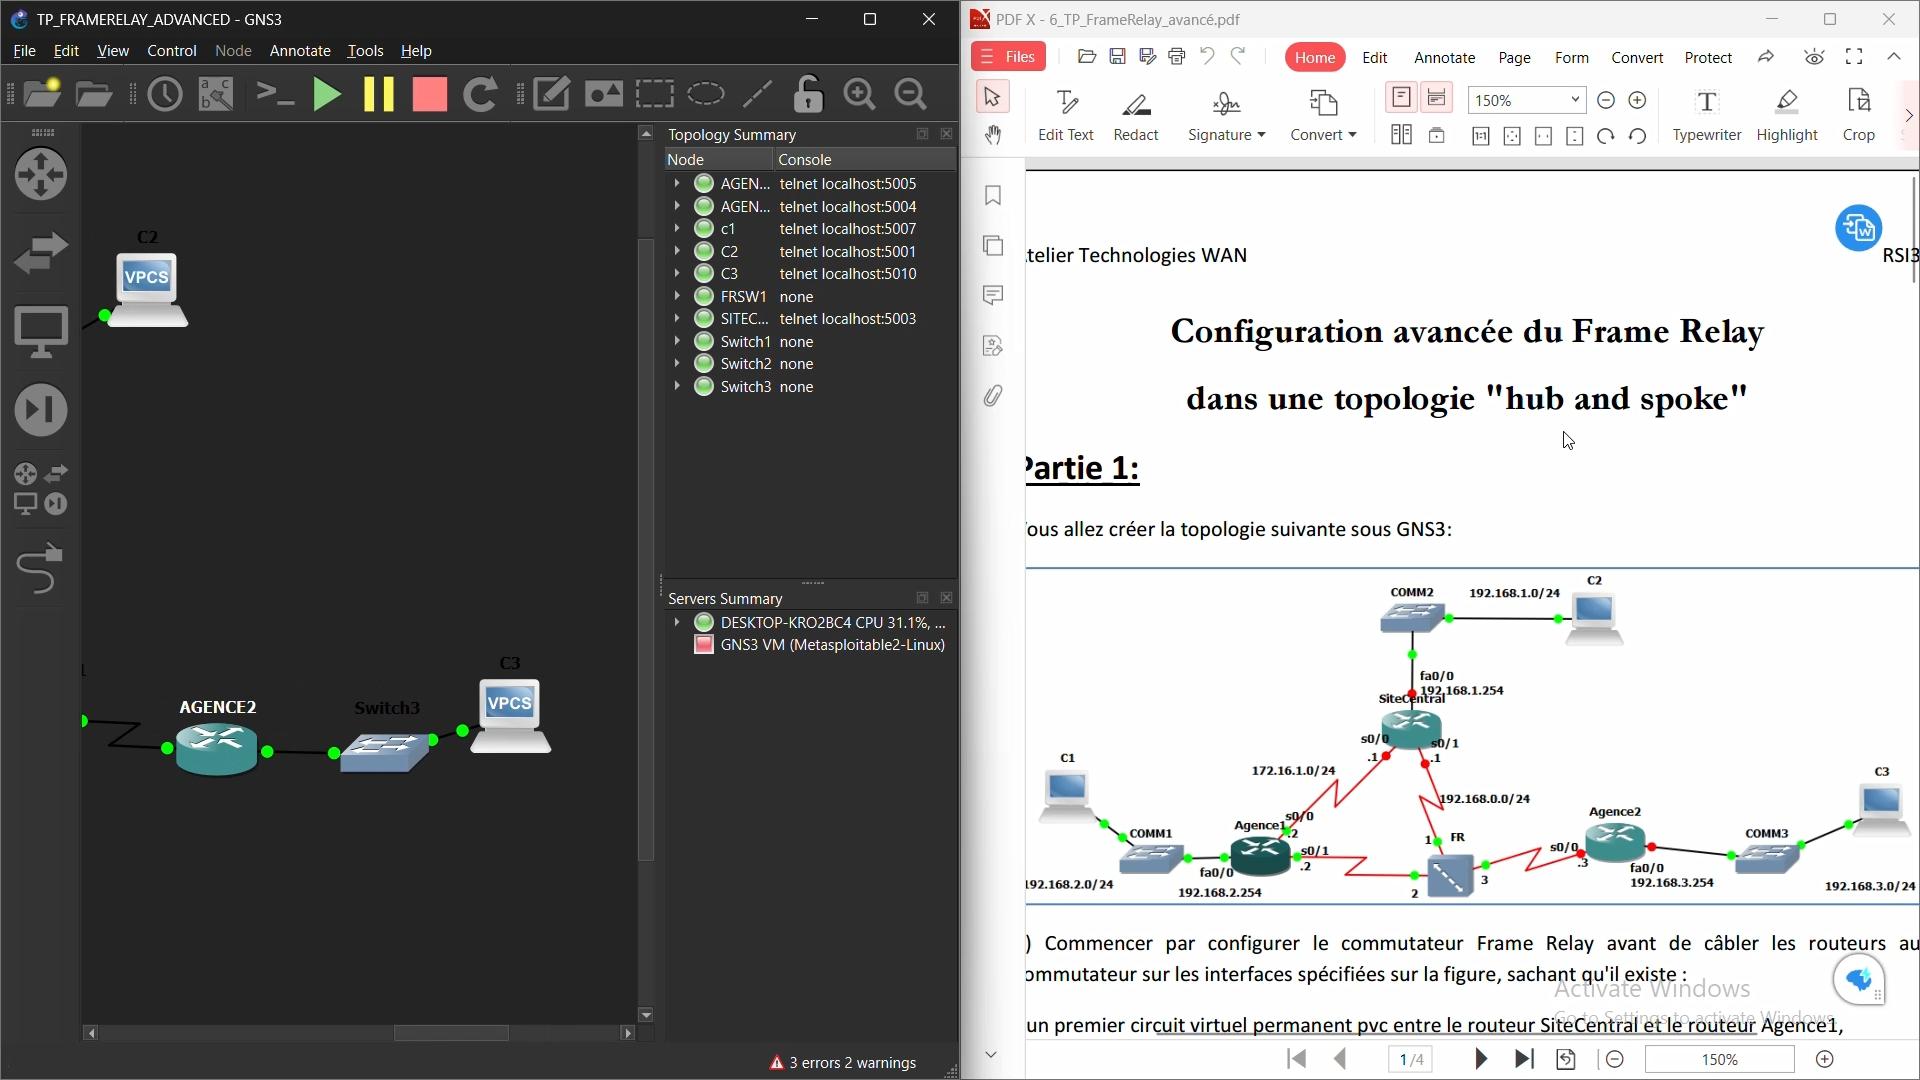 TP_FRAMERELAY_ADVANCED - GNS3
File Edit View Control Node Annotate Tools Help
Topology Summary
Node Console
AGEN... telnet localhost:5005
AGEN... telnet localhost:5004
c1 telnet localhost:5007
C2 telnet localhost:5001
C3 telnet localhost:5010
FRSW1 none
SITEC... telnet localhost:5003
Switch1 none
Switch2 none
Switch3 none
Servers Summary
DESKTOP-KRO2BC4 CPU 31.1%, ...
GNS3 VM (Metasploitable2-Linux)
C2
VPCS
C3
VPCS
AGENCE2
Switch3
3 errors 2 warnings
PDF X - 6_TP_FrameRelay_avancé.pdf
Files Home Edit Annotate Page Form Convert Protect
150%
Edit Text Redact Signature Convert Typewriter Highlight Crop
telier Technologies WAN RSI3
Configuration avancée du Frame Relay
dans une topologie "hub and spoke"
Partie 1:
ous allez créer la topologie suivante sous GNS3:
C2
COMM2 192.168.1.0/24
fa0/0
192.168.1.254
SiteCentral
s0/0 s0/1
.1 .1
C1
172.16.1.0/24
C3
192.168.0.0/24
Agence2
s0/0
Agence1 .2
COMM1
1 FR
COMM3
s0/1
.2
s0/0
.3
fa0/0
fa0/0
192.168.2.0/24
192.168.2.254
2 3
192.168.3.254
192.168.3.0/24
) Commencer par configurer le commutateur Frame Relay avant de câbler les routeurs au
ommutateur sur les interfaces spécifiées sur la figure, sachant qu'il existe :
Activate Windows
Go to Settings to activate Windows.
un premier circuit virtuel permanent pvc entre le routeur SiteCentral et le routeur Agence1,
1/4
150%